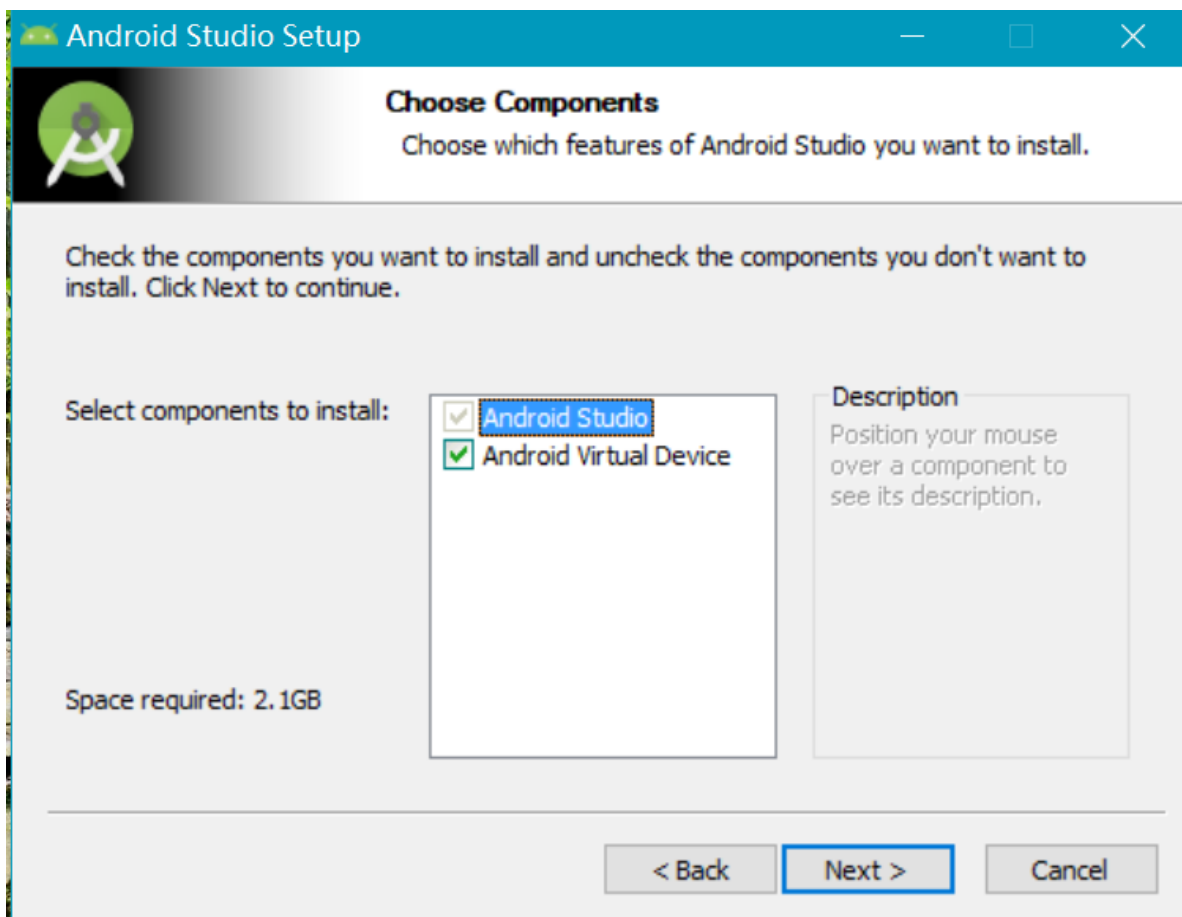 Android Studio Setup
Choose Components
Choose which features of Android Studio you want to install.
Check the components you want to install and uncheck the components you don't want to
install. Click Next to continue.
Select components to install:
Android Studio
Android Virtual Device
Description
Position your mouse
over a component to
see its description.
Space required: 2.1GB
< Back
Next >
Cancel